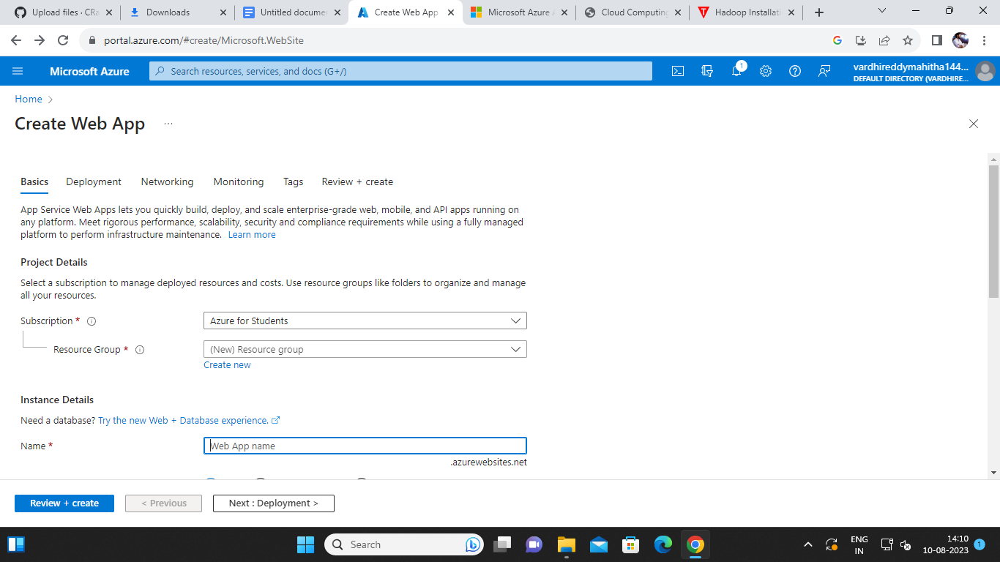 Upload files · CRa
Downloads
Untitled docume
Create Web App
Microsoft Azure
Cloud Computing
Hadoop Installati
portal.azure.com/#create/Microsoft.WebSite
Microsoft Azure
Search resources, services, and docs (G+/)
1
vardhireddymahitha144...
DEFAULT DIRECTORY (VARDHIRE...
Home
Create Web App
Basics
Deployment
Networking
Monitoring
Tags
Review + create
App Service Web Apps lets you quickly build, deploy, and scale enterprise-grade web, mobile, and API apps running on
any platform. Meet rigorous performance, scalability, security and compliance requirements while using a fully managed
platform to perform infrastructure maintenance. Learn more
Project Details
Select a subscription to manage deployed resources and costs. Use resource groups like folders to organize and manage
all your resources.
Subscription *
Azure for Students
Resource Group *
(New) Resource group
Create new
Instance Details
Need a database? Try the new Web + Database experience.
Name *
Web App name
.azurewebsites.net
Review + create
< Previous
Next : Deployment >
Search
ENG
IN
14:10
10-08-2023
1